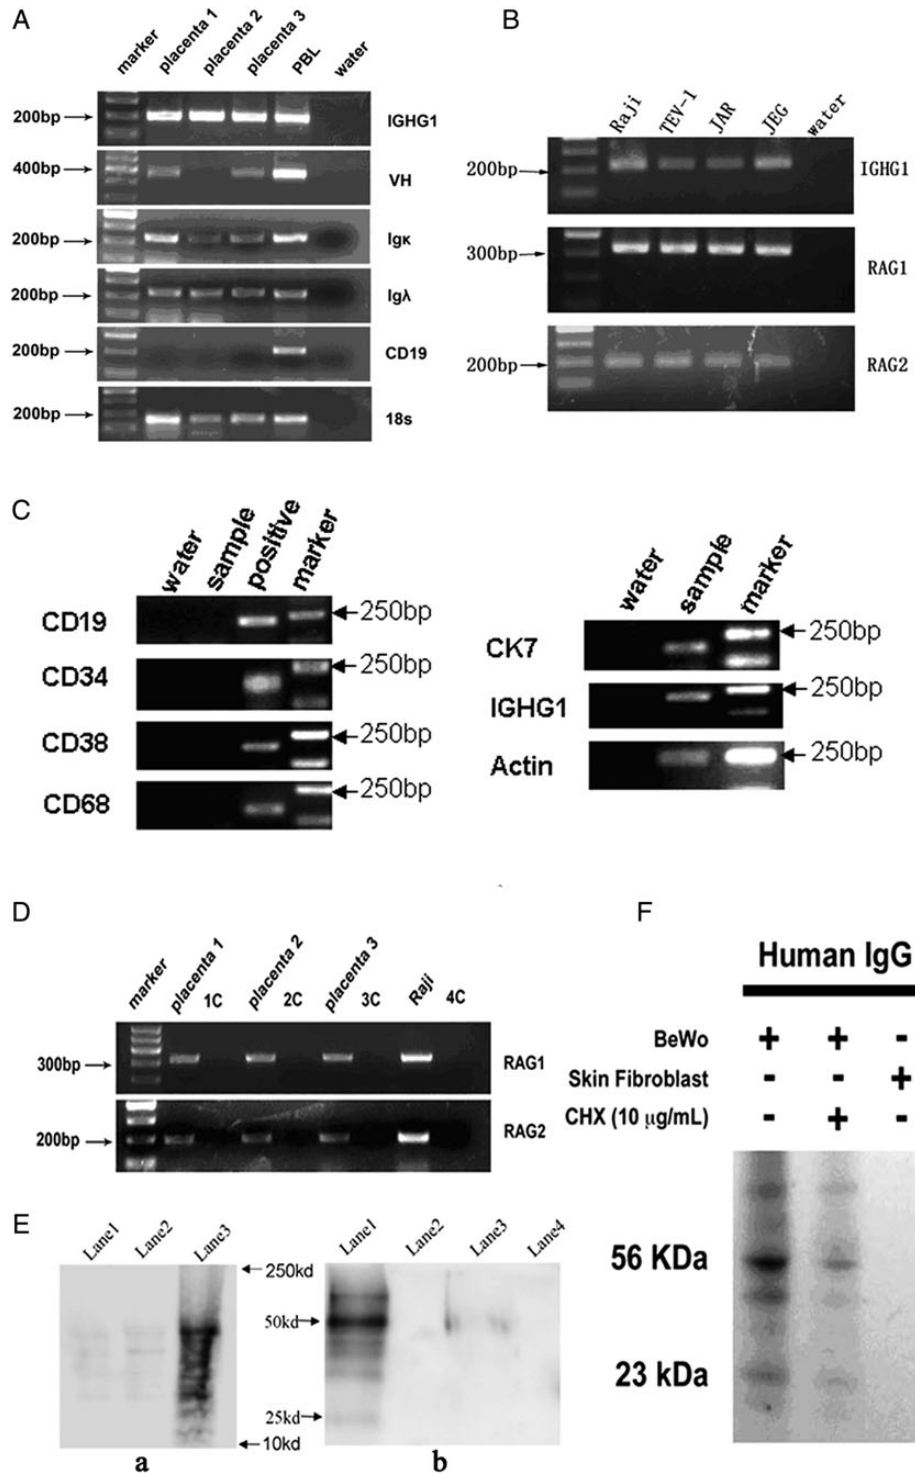 A
marker placenta 1 placenta 2 placenta 3 PBL water
200bp IGHG1
400bp VH
200bp Igκ
200bp Igλ
200bp CD19
200bp 18s
B
Raji TEV-1 JAR JEG water
200bp IGHG1
300bp RAG1
200bp RAG2
C
water sample positive marker
CD19 250bp
CD34 250bp
CD38 250bp
CD68 250bp
water sample marker
CK7 250bp
IGHG1 250bp
Actin 250bp
D
marker placenta 1 1C placenta 2 2C placenta 3 3C Raji 4C
300bp RAG1
200bp RAG2
E
Lane1 Lane2 Lane3
250kd
50kd
25kd
10kd
a
Lane1 Lane2 Lane3 Lane4
b
F
Human IgG
BeWo + + -
Skin Fibroblast - - +
CHX (10 μg/mL) - + -
56 KDa
23 kDa